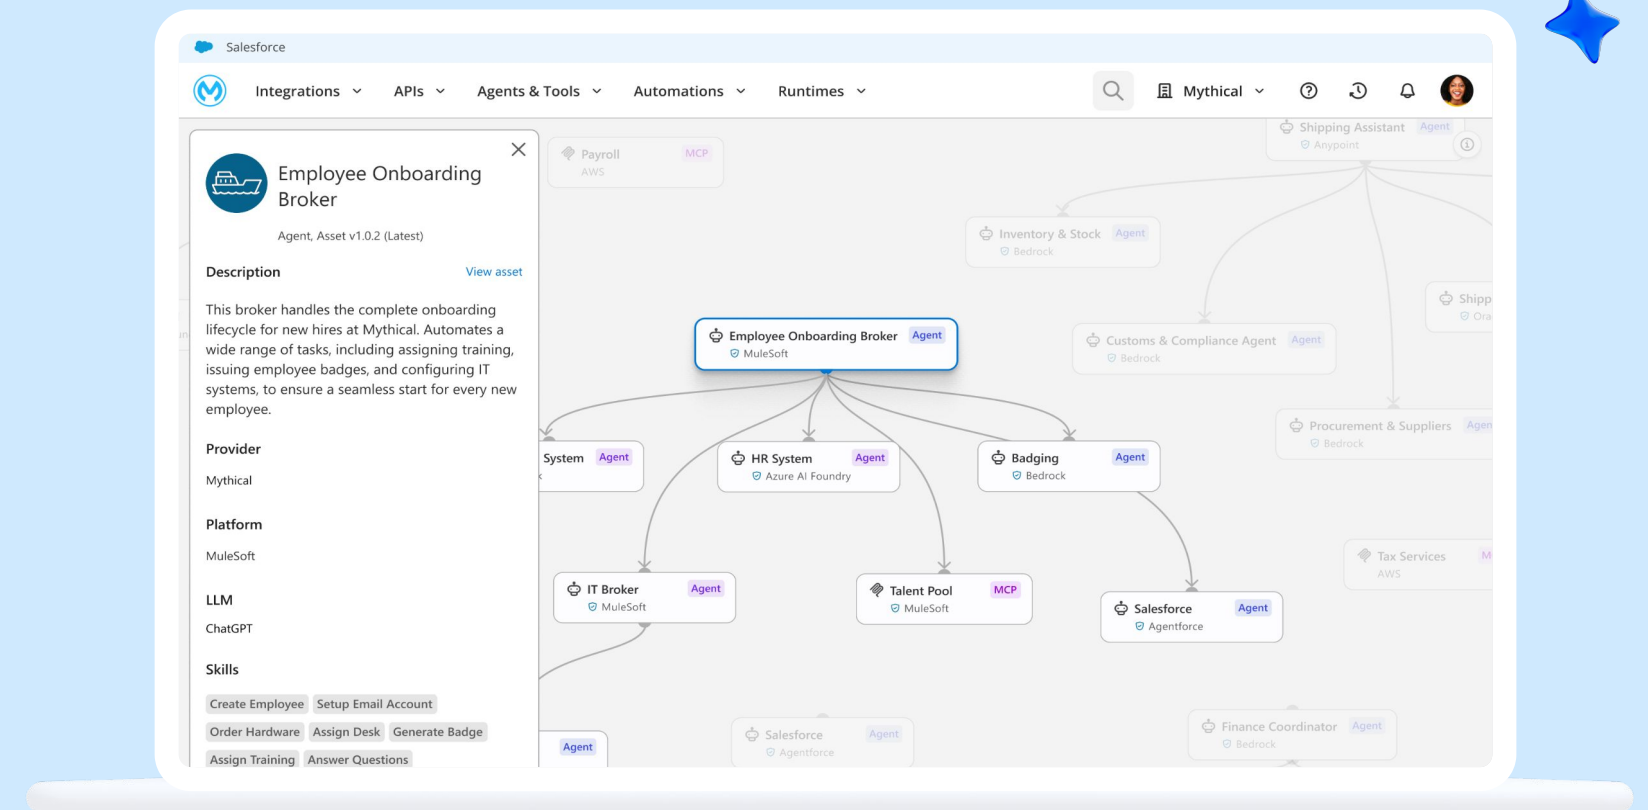 Salesforce
Integrations
APIs
Agents & Tools
Automations
Runtimes
Mythical
Employee Onboarding
Broker
Agent, Asset v1.0.2 (Latest)
Description
View asset
This broker handles the complete onboarding
lifecycle for new hires at Mythical. Automates a
wide range of tasks, including assigning training,
issuing employee badges, and configuring IT
systems, to ensure a seamless start for every new
employee.
Provider
Mythical
Platform
MuleSoft
LLM
ChatGPT
Skills
Create Employee
Setup Email Account
Order Hardware
Assign Desk
Generate Badge
Assign Training
Answer Questions
Payroll
MCP
AWS
Shipping Assistant
Agent
Anypoint
Inventory & Stock
Agent
Bedrock
Employee Onboarding Broker
Agent
MuleSoft
Customs & Compliance Agent
Agent
Bedrock
System
Agent
HR System
Agent
Azure AI Foundry
Badging
Agent
Bedrock
Procurement & Suppliers
Bedrock
IT Broker
Agent
MuleSoft
Talent Pool
MCP
MuleSoft
Salesforce
Agent
Agentforce
Tax Services
AWS
Agent
Salesforce
Agent
Agentforce
Finance Coordinator
Agent
Bedrock